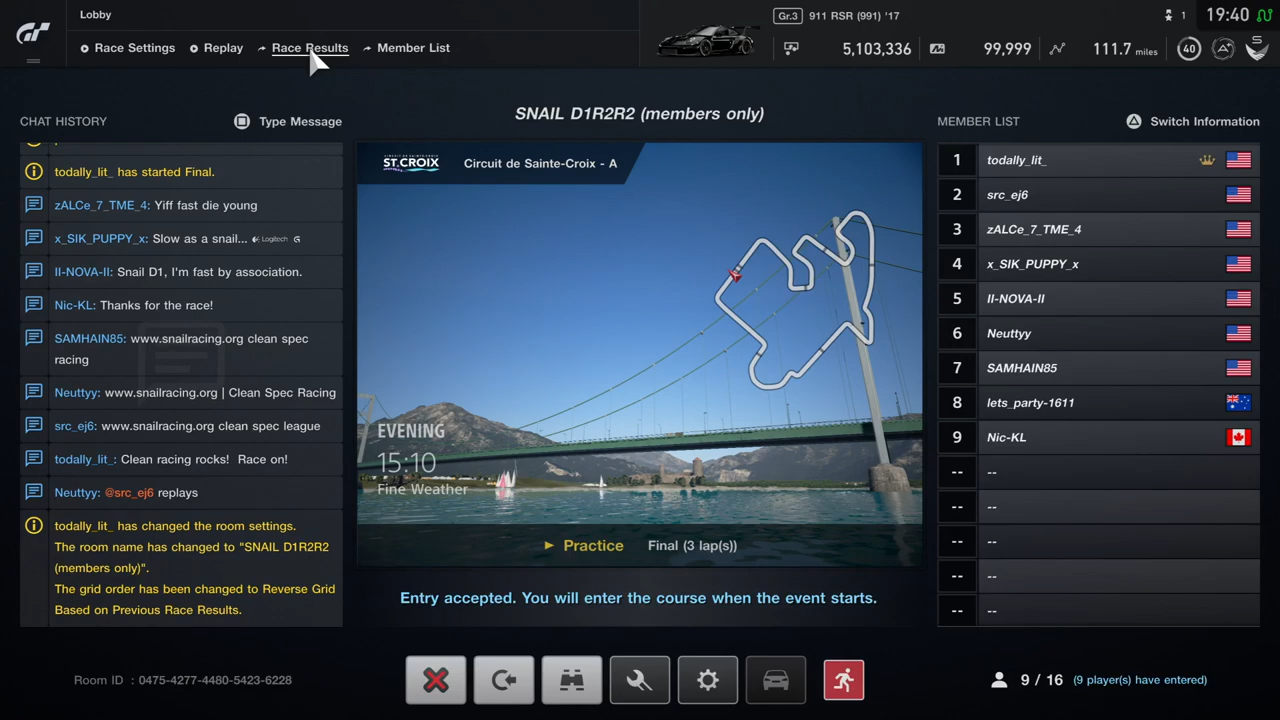 Lobby
Race Settings
Replay
Race Results
Member List
Gr.3
911 RSR (991) '17
5,103,336
99,999
111.7 miles
1
19:40
40
CHAT HISTORY
Type Message
todally_lit_ has started Final.
zALCe_7_TME_4: Yiff fast die young
x_SIK_PUPPY_x: Slow as a snail... Logitech G
II-NOVA-II: Snail D1, I'm fast by association.
Nic-KL: Thanks for the race!
SAMHAIN85: www.snailracing.org clean spec
racing
Neuttyy: www.snailracing.org | Clean Spec Racing
src_ej6: www.snailracing.org clean spec league
todally_lit_: Clean racing rocks! Race on!
Neuttyy: @src_ej6 replays
todally_lit_ has changed the room settings.
The room name has changed to "SNAIL D1R2R2
(members only)".
The grid order has been changed to Reverse Grid
Based on Previous Race Results.
SNAIL D1R2R2 (members only)
ST.CROIX
Circuit de Sainte-Croix - A
EVENING
15:10
Fine Weather
Practice
Final (3 lap(s))
Entry accepted. You will enter the course when the event starts.
MEMBER LIST
Switch Information
1 todally_lit_
2 src_ej6
3 zALCe_7_TME_4
4 x_SIK_PUPPY_x
5 II-NOVA-II
6 Neuttyy
7 SAMHAIN85
8 lets_party-1611
9 Nic-KL
-- --
-- --
-- --
-- --
-- --
Room ID : 0475-4277-4480-5423-6228
9 / 16
(9 player(s) have entered)